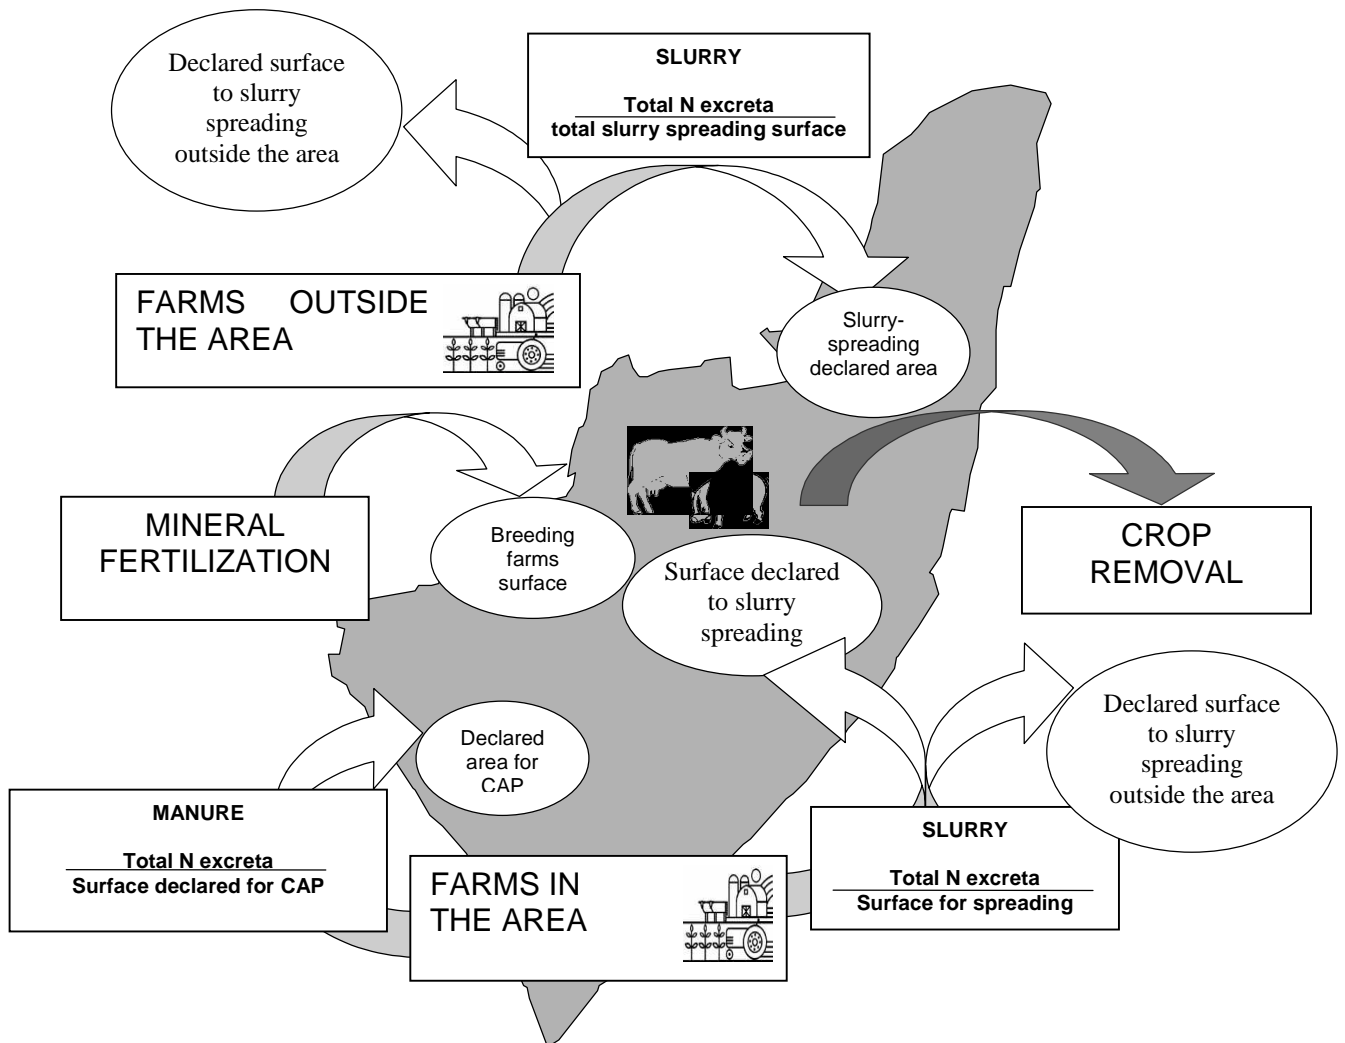 Declared surface
to slurry
spreading
outside the area
SLURRY
Total N excreta
total slurry spreading surface
FARMS OUTSIDE
THE AREA
Slurry-
spreading
declared area
MINERAL
FERTILIZATION
Breeding
farms
surface
Surface declared
to slurry
spreading
CROP
REMOVAL
Declared
area for
CAP
Declared surface
to slurry
spreading
outside the area
MANURE
Total N excreta
Surface declared for CAP
FARMS IN
THE AREA
SLURRY
Total N excreta
Surface for spreading